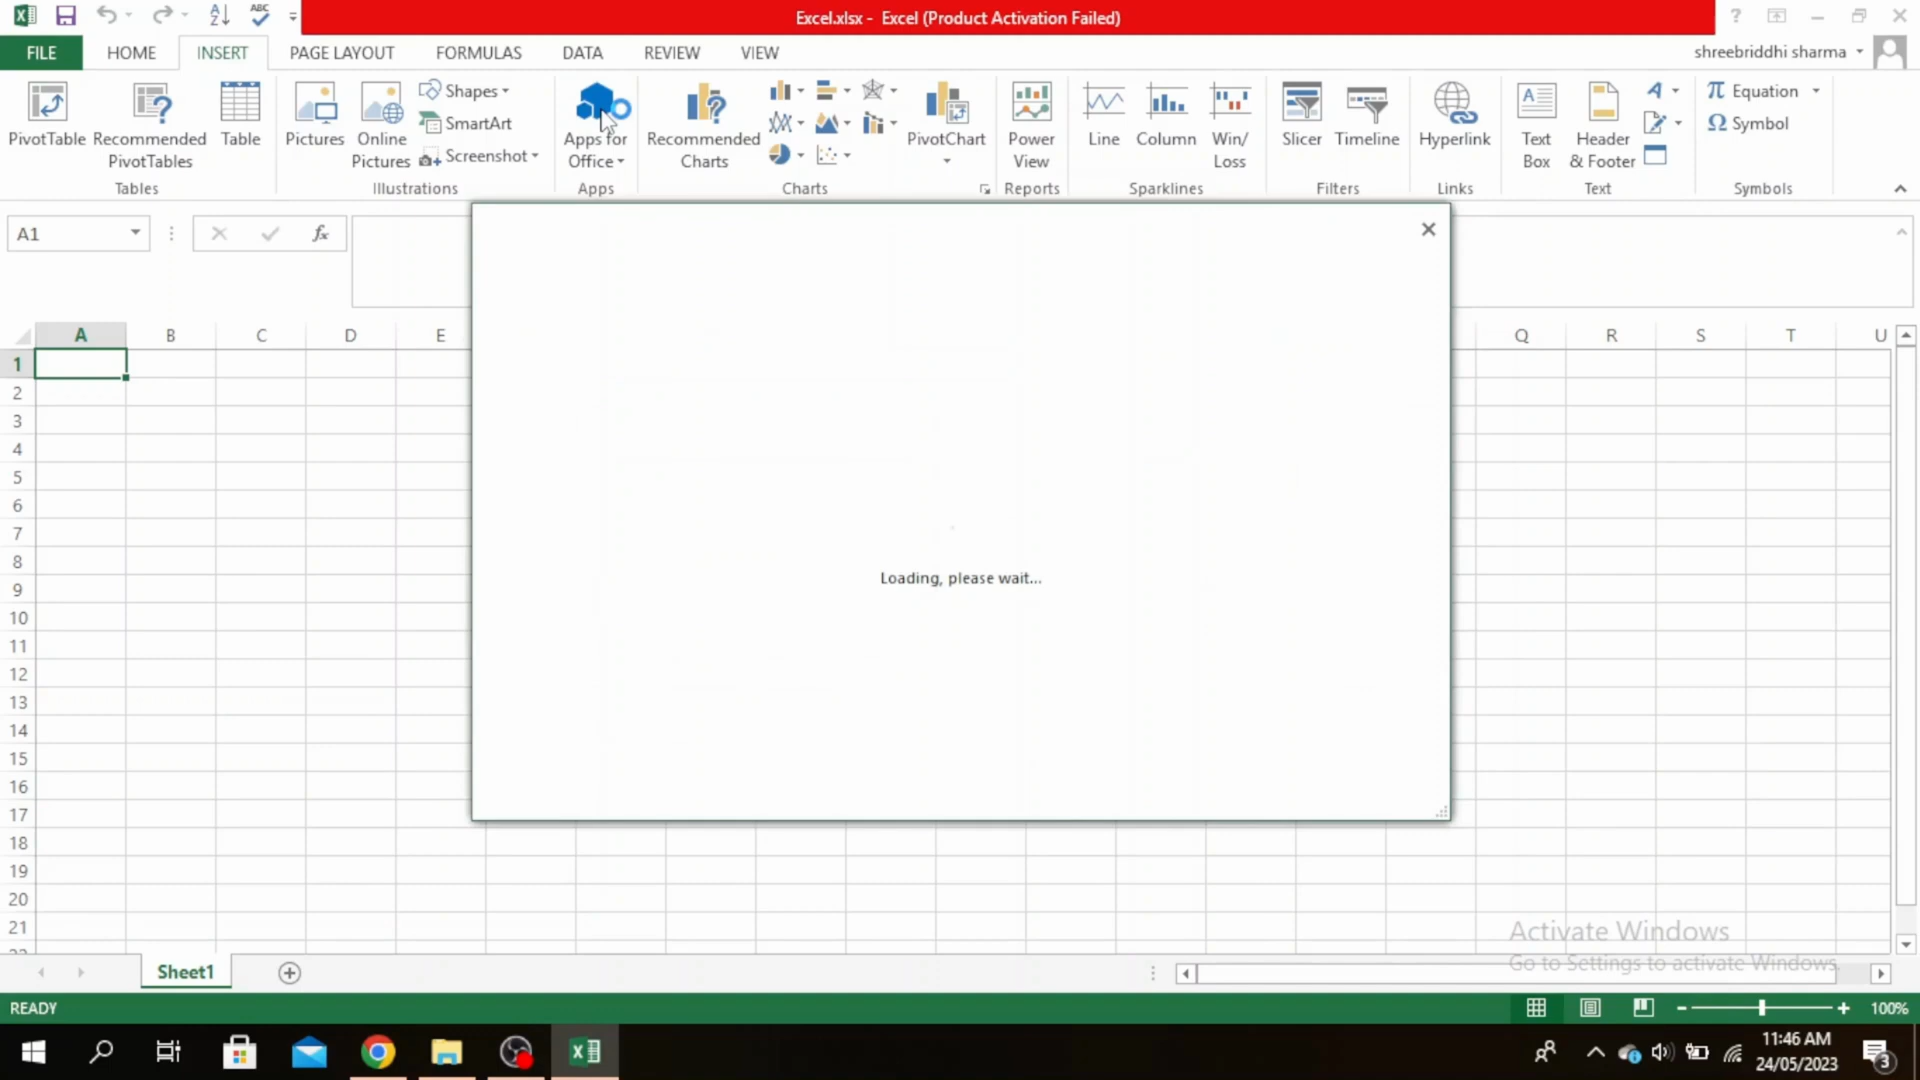 Excel.xlsx - Excel (Product Activation Failed)
FILE HOME INSERT PAGE LAYOUT FORMULAS DATA REVIEW VIEW
shreebriddhi sharma
PivotTable
Recommended
PivotTables
Table
Tables
Pictures
Online
Pictures
Shapes
SmartArt
Screenshot
Illustrations
Apps for
Office
Apps
Recommended
Charts
PivotChart
Charts
Power
View
Reports
Line
Column
Win/
Loss
Sparklines
Slicer
Timeline
Filters
Hyperlink
Links
Text
Box
Header
& Footer
Text
π Equation
Ω Symbol
Symbols
A1
fx
A B C D E Q R S T U
1
2
3
4
5
6
7
8
9
10
11
12
13
14
15
16
17
18
19
20
21
Loading, please wait...
Activate Windows
Go to Settings to activate Windows.
Sheet1
READY
100%
11:46 AM
24/05/2023
3